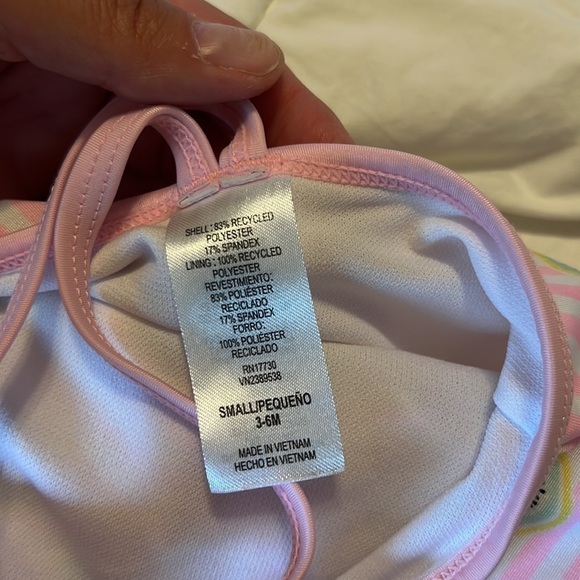 SHELL : 83% RECYCLED
POLYESTER
17% SPANDEX
LINING : 100% RECYCLED
POLYESTER
REVESTIMIENTO:
83% POLIÉSTER
RECICLADO
17% SPANDEX
FORRO:
100% POLIÉSTER
RECICLADO
RN17730
VN2389538
SMALL/PEQUEÑO
3-6M
MADE IN VIETNAM
HECHO EN VIETNAM